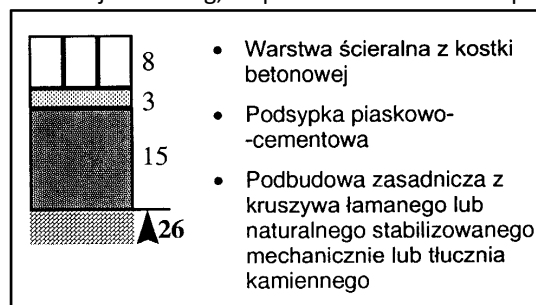 8
3
15
26
• Warstwa ścieralna z kostki
betonowej
• Podsypka piaskowo-
-cementowa
• Podbudowa zasadnicza z
kruszywa łamanego lub
naturalnego stabilizowanego
mechanicznie lub tłucznia
kamiennego